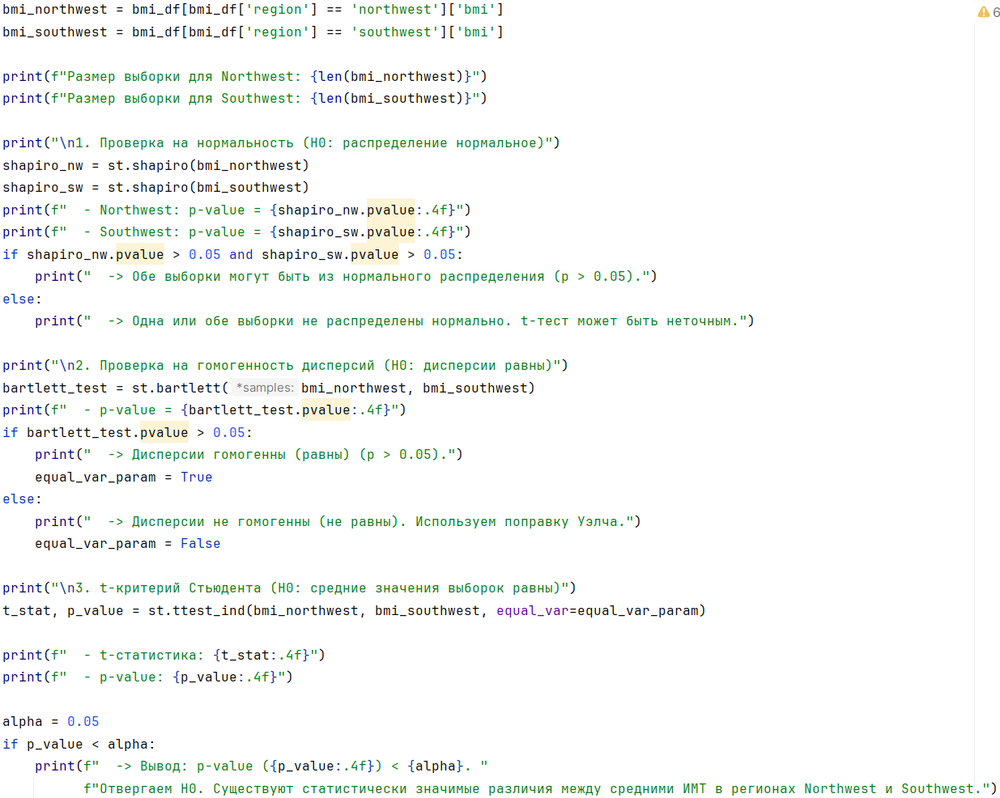 bmi_northwest = bmi_df[bmi_df['region'] == 'northwest']['bmi']
bmi_southwest = bmi_df[bmi_df['region'] == 'southwest']['bmi']
6
print(f"Размер выборки для Northwest: {len(bmi_northwest)}")
print(f"Размер выборки для Southwest: {len(bmi_southwest)}")
print("\n1. Проверка на нормальность (H0: распределение нормальное)")
shapiro_nw = st.shapiro(bmi_northwest)
shapiro_sw = st.shapiro(bmi_southwest)
print(f"  - Northwest: p-value = {shapiro_nw.pvalue:.4f}")
print(f"  - Southwest: p-value = {shapiro_sw.pvalue:.4f}")
if shapiro_nw.pvalue > 0.05 and shapiro_sw.pvalue > 0.05:
    print("  -> Обе выборки могут быть из нормального распределения (p > 0.05).")
else:
    print("  -> Одна или обе выборки не распределены нормально. t-тест может быть неточным.")
print("\n2. Проверка на гомогенность дисперсий (H0: дисперсии равны)")
bartlett_test = st.bartlett( *samples: bmi_northwest, bmi_southwest)
print(f"  - p-value = {bartlett_test.pvalue:.4f}")
if bartlett_test.pvalue > 0.05:
    print("  -> Дисперсии гомогенны (равны) (p > 0.05).")
    equal_var_param = True
else:
    print("  -> Дисперсии не гомогенны (не равны). Используем поправку Уэлча.")
    equal_var_param = False
print("\n3. t-критерий Стьюдента (H0: средние значения выборок равны)")
t_stat, p_value = st.ttest_ind(bmi_northwest, bmi_southwest, equal_var=equal_var_param)
print(f"  - t-статистика: {t_stat:.4f}")
print(f"  - p-value: {p_value:.4f}")
alpha = 0.05
if p_value < alpha:
    print(f"  -> Вывод: p-value ({p_value:.4f}) < {alpha}. "
          f"Отвергаем H0. Существуют статистически значимые различия между средними ИМТ в регионах Northwest и Southwest.")